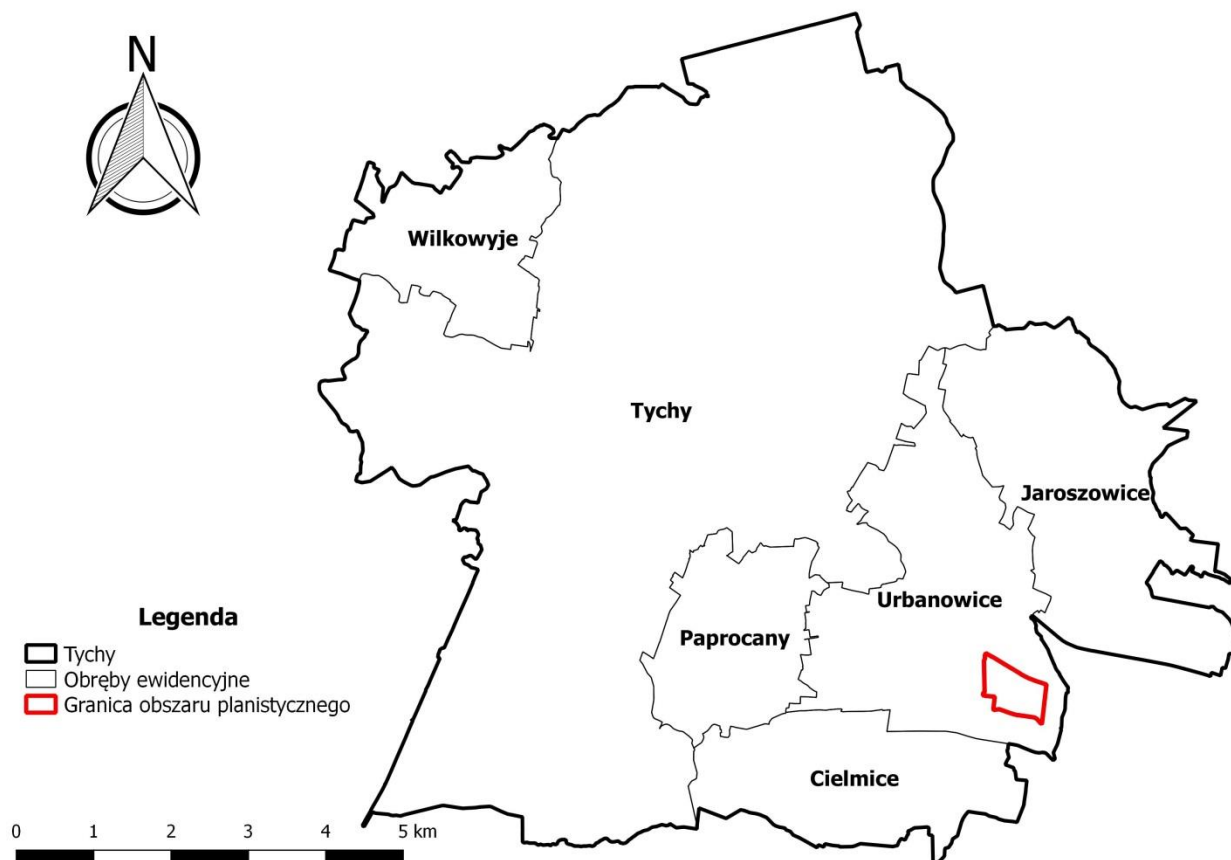 N
Wilkowyje
Tychy
Jaroszowice
Urbanowice
Paprocany
Cielmice
Legenda
Tychy
Obręby ewidencyjne
Granica obszaru planistycznego
0 1 2 3 4 5 km